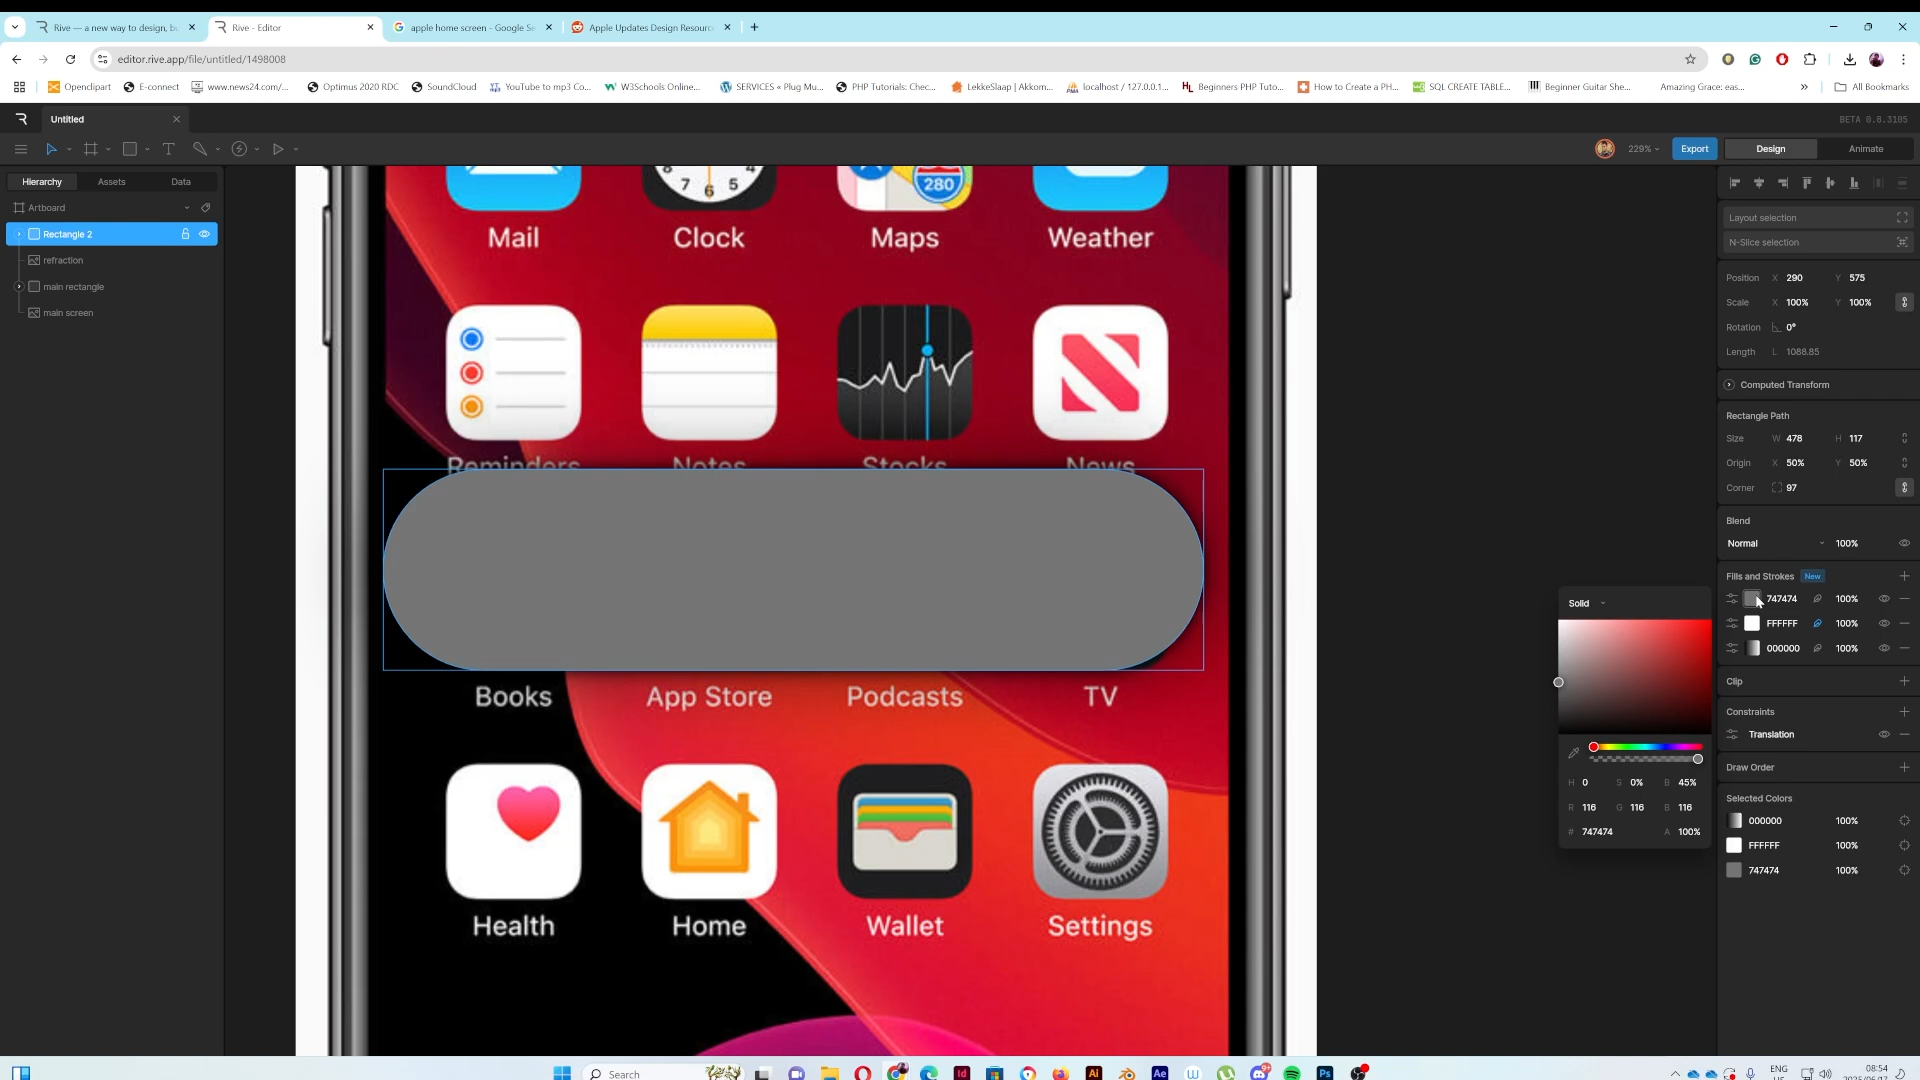 Rive — a new way to design, bu
Rive - Editor
apple home screen - Google Se
Apple Updates Design Resourc
editor.rive.app/file/untitled/1498008
Openclipart
E-connect
www.news24.com/...
Optimus 2020 RDC
SoundCloud
YouTube to mp3 Co...
W3Schools Online...
SERVICES « Plug Mu...
PHP Tutorials: Chec...
LekkeSlaap | Akkom...
localhost / 127.0.0.1...
Beginners PHP Tuto...
How to Create a PH...
SQL CREATE TABLE...
Beginner Guitar She...
Amazing Grace: eas...
All Bookmarks
Untitled
BETA 0.8.3105
229%
Export
Design
Animate
Hierarchy
Assets
Data
Artboard
Rectangle 2
refraction
main rectangle
main screen
7 6 5
280
Mail
Clock
Maps
Weather
Reminders
Notes
Stocks
News
Books
App Store
Podcasts
TV
Health
Home
Wallet
Settings
Layout selection
N-Slice selection
Position X 290 Y 575
Scale X 100% Y 100%
Rotation 0°
Length L 1088.85
Computed Transform
Rectangle Path
Size W 478 H 117
Origin X 50% Y 50%
Corner 97
Blend
Normal 100%
Fills and Strokes New
747474 100%
FFFFFF 100%
000000 100%
Clip
Constraints
Translation
Draw Order
Selected Colors
000000 100%
FFFFFF 100%
747474 100%
Solid
H 0 S 0% B 45%
R 116 G 116 B 116
# 747474 A 100%
Search
ENG
08:54